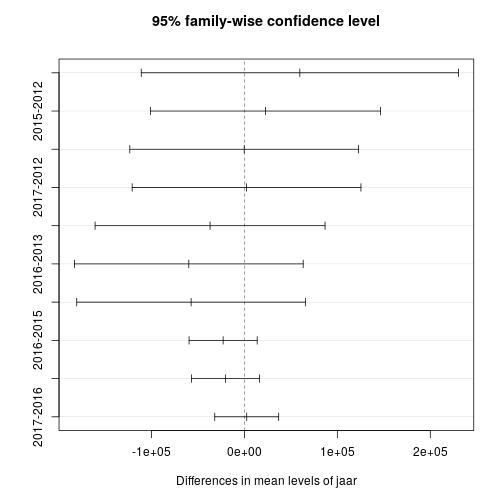 95% family-wise confidence level
2015-2012
2017-2012
2016-2013
2016-2015
2017-2016
-1e+05 0e+00 1e+05 2e+05
Differences in mean levels of jaar